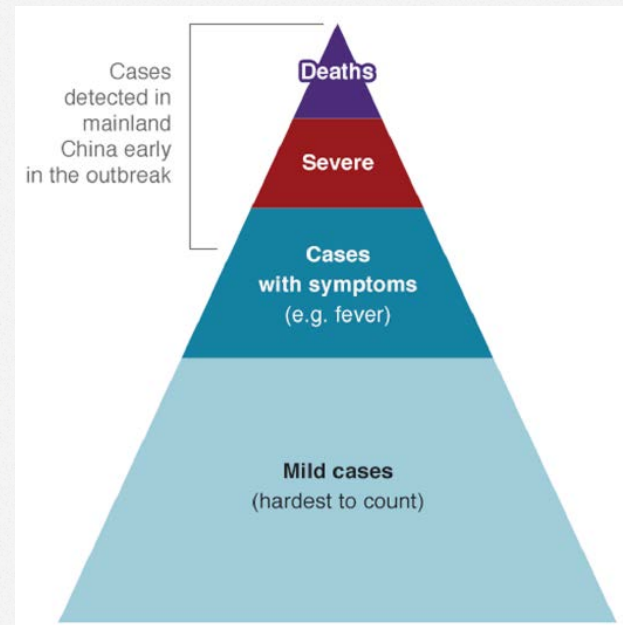 Deaths
Cases
detected in
mainland
China early
in the outbreak
Severe
Cases
with symptoms
(e.g. fever)
Mild cases
(hardest to count)